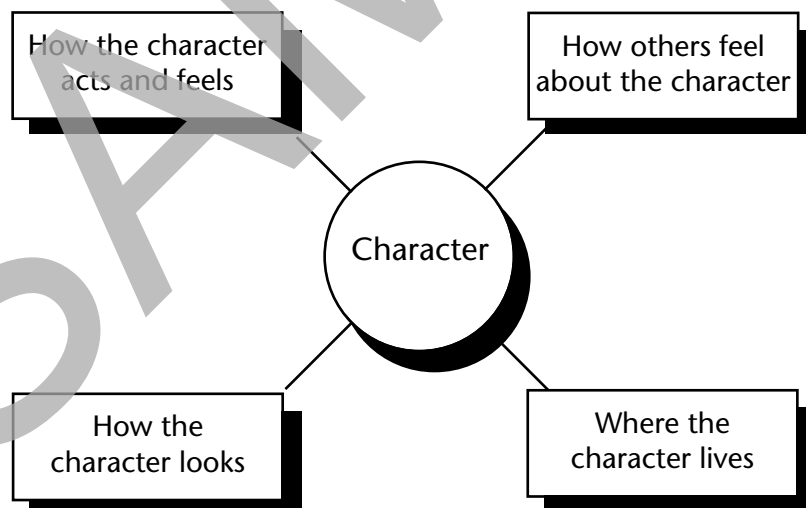 How the character
acts and feels
How others feel
about the character
Character
How the
character looks
Where the
character lives